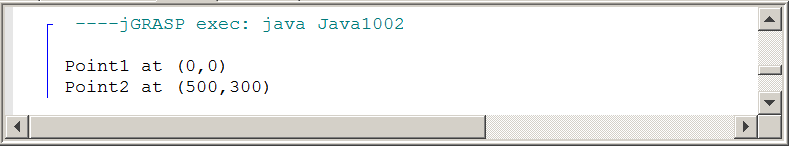 ----jGRASP exec: java Java1002
Point1 at (0,0)
Point2 at (500,300)